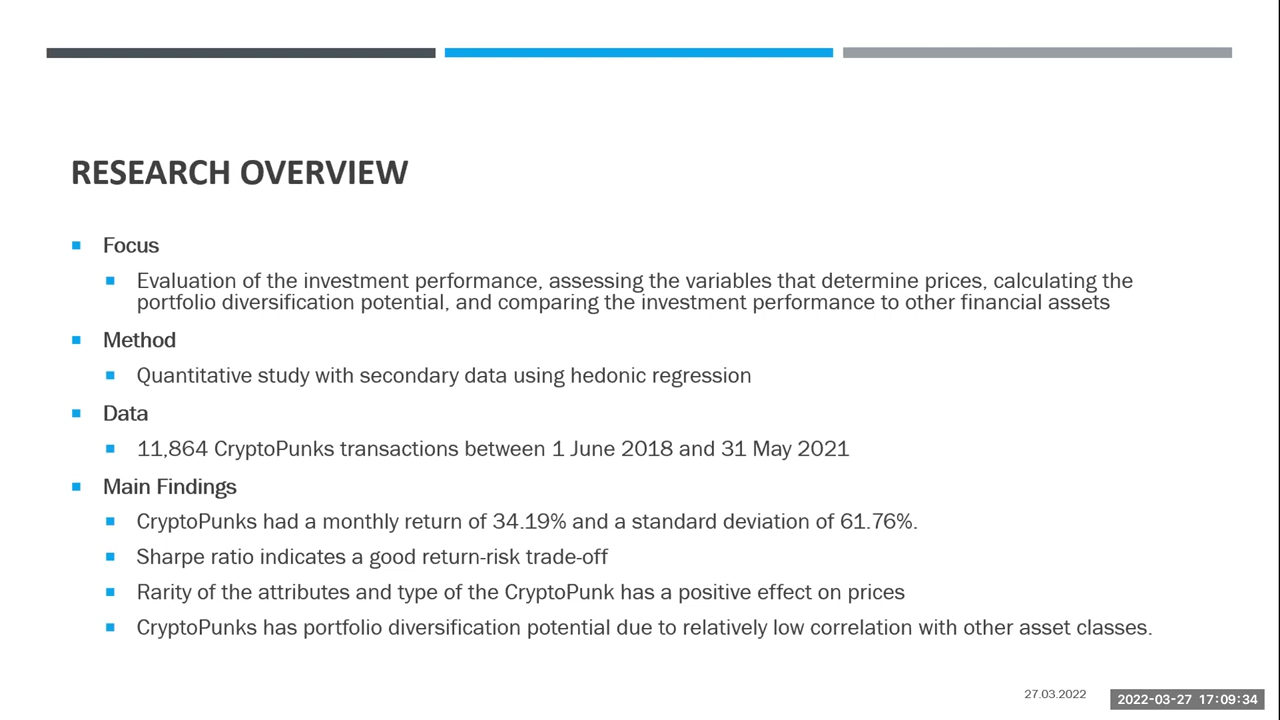 RESEARCH OVERVIEW
Focus
Evaluation of the investment performance, assessing the variables that determine prices, calculating the
portfolio diversification potential, and comparing the investment performance to other financial assets
Method
Quantitative study with secondary data using hedonic regression
Data
11,864 CryptoPunks transactions between 1 June 2018 and 31 May 2021
Main Findings
CryptoPunks had a monthly return of 34.19% and a standard deviation of 61.76%.
Sharpe ratio indicates a good return-risk trade-off
Rarity of the attributes and type of the CryptoPunk has a positive effect on prices
CryptoPunks has portfolio diversification potential due to relatively low correlation with other asset classes.
27.03.2022
2022-03-27 17:09:34